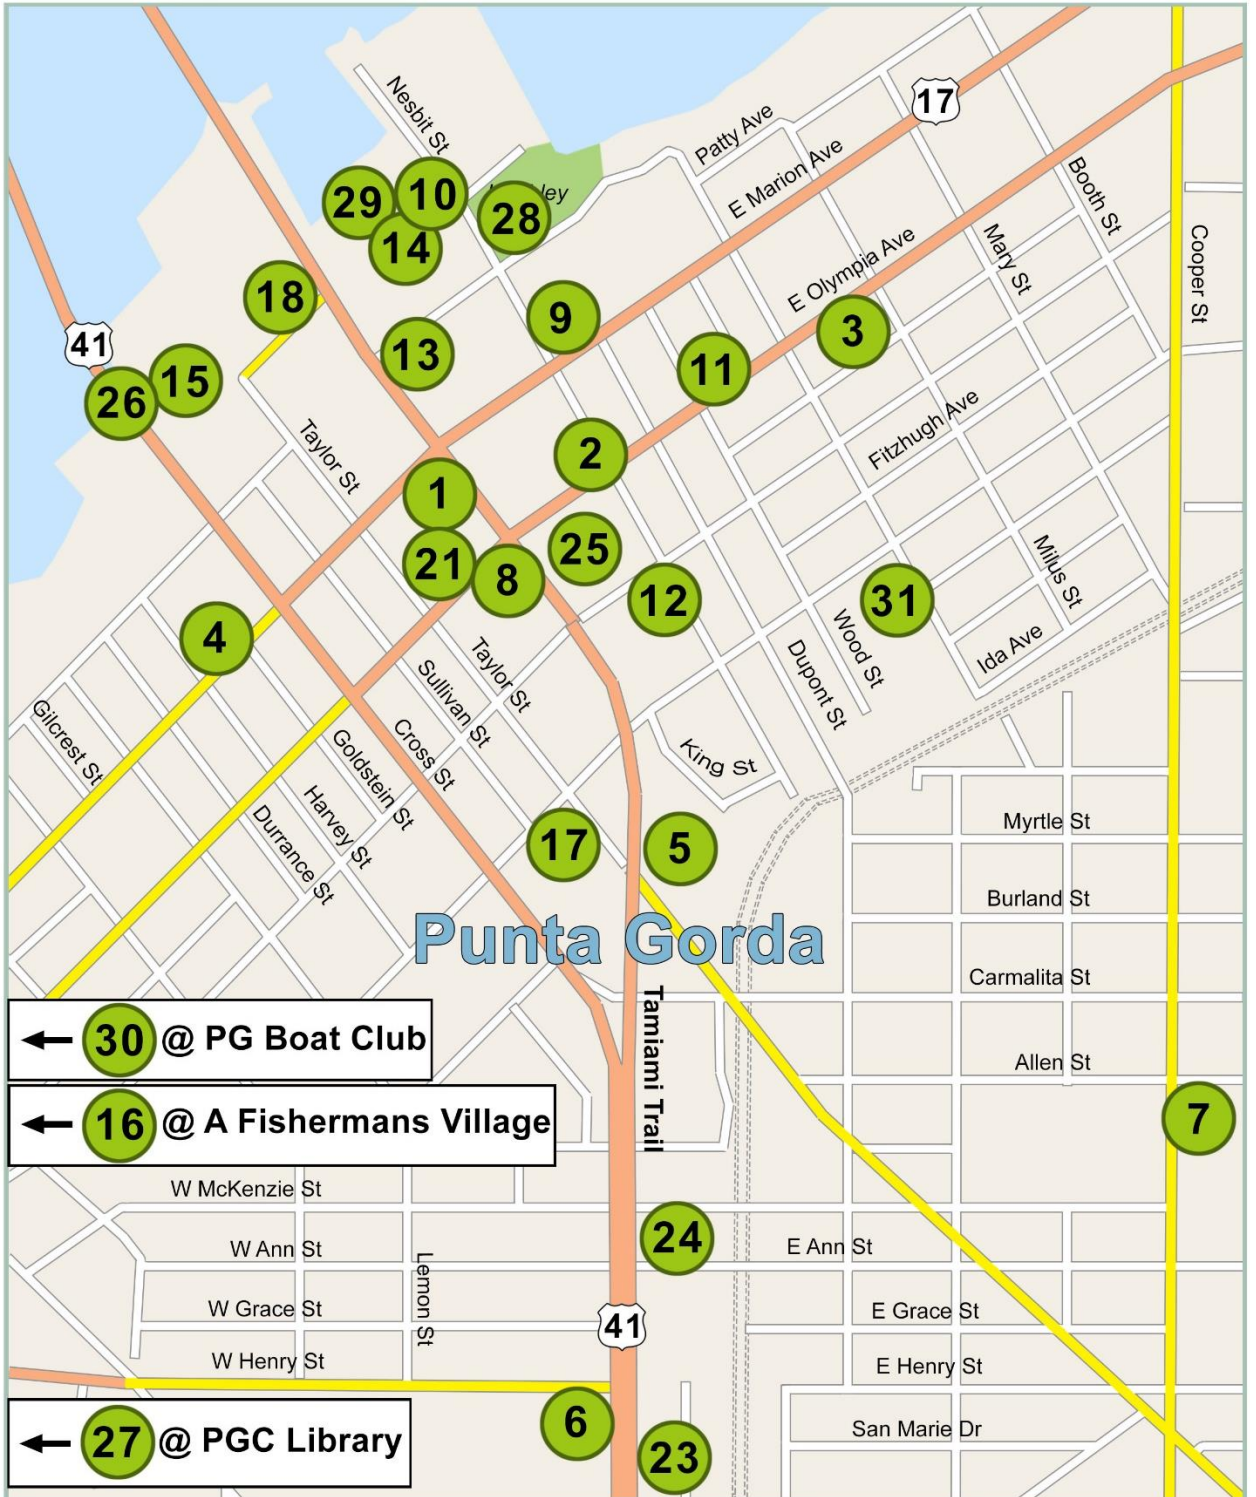 17
Nesbit St
Patty Ave
E Marion Ave
Booth St
29
10
28
14
Mary St
Cooper St
E Olympia Ave
18
9
3
41
13
11
15
26
Taylor St
Fitzhugh Ave
2
1
25
21
8
12
31
Milus St
4
Wood St
Ida Ave
Taylor St
Dupont St
Sullivan St
Gilcrest St
Cross St
Goldstein St
King St
Harvey St
Durrance St
17
5
Myrtle St
Burland St
Punta Gorda
Carmalita St
Tamiami Trail
30 @ PG Boat Club
Allen St
16 @ A Fishermans Village
7
W McKenzie St
24
W Ann St
E Ann St
Lemon St
W Grace St
E Grace St
41
W Henry St
E Henry St
6
San Marie Dr
27 @ PGC Library
23